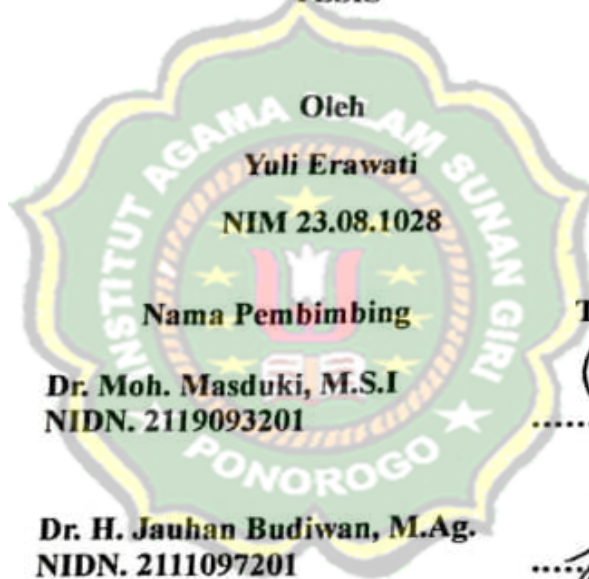 Oleh
Yuli Erawati
NIM 23.08.1028
Nama Pembimbing
Dr. Moh. Masduki, M.S.I
NIDN. 2119093201
Dr. H. Jauhan Budiwan, M.Ag.
NIDN. 2111097201
INSTITUT AGAMA ISLAM SUNAN GIRI
PONOROGO